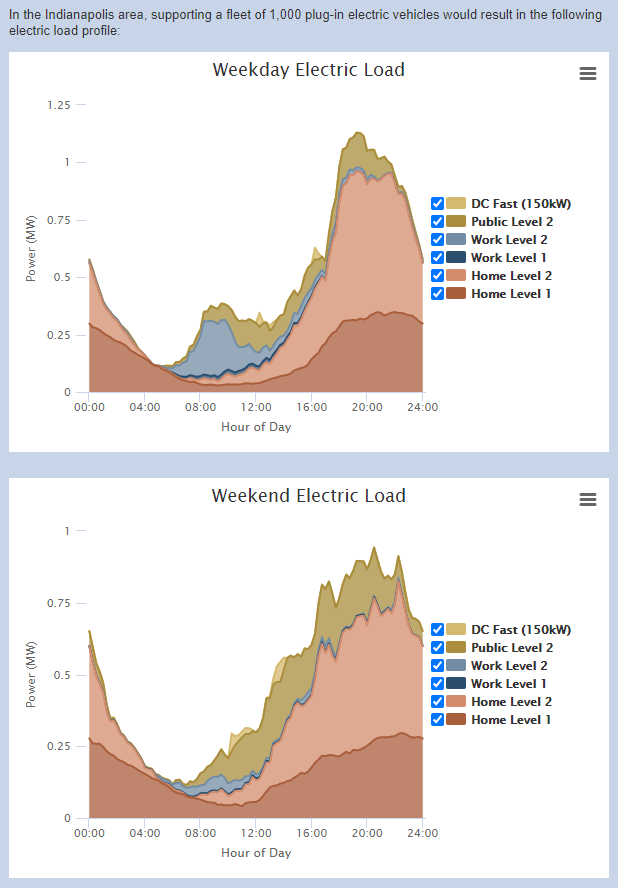 In the Indianapolis area, supporting a fleet of 1,000 plug-in electric vehicles would result in the following
electric load profile:
Weekday Electric Load
1.25
1
0.75
0.5
0.25
0
Power (MW)
00:00 04:00 08:00 12:00 16:00 20:00 24:00
Hour of Day
DC Fast (150kW)
Public Level 2
Work Level 2
Work Level 1
Home Level 2
Home Level 1
Weekend Electric Load
1
0.75
0.5
0.25
0
Power (MW)
00:00 04:00 08:00 12:00 16:00 20:00 24:00
Hour of Day
DC Fast (150kW)
Public Level 2
Work Level 2
Work Level 1
Home Level 2
Home Level 1